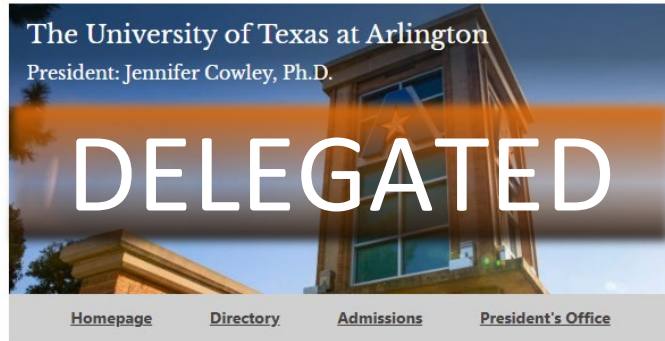 The University of Texas at Arlington
President: Jennifer Cowley, Ph.D.
DELEGATED
Homepage Directory Admissions President's Office